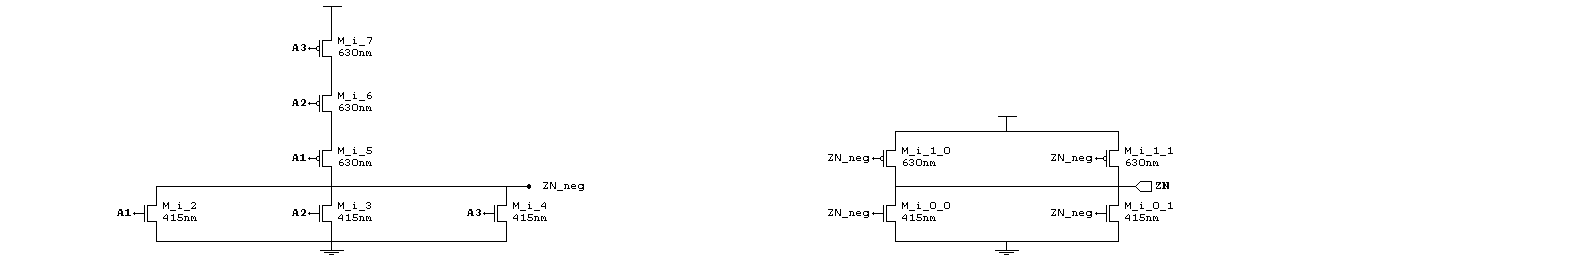 A3 M_i_7
630nm
A2 M_i_6
630nm
A1 M_i_5
630nm
ZN_neg
A1 M_i_2
415nm
A2 M_i_3
415nm
A3 M_i_4
415nm
ZN_neg M_i_1_0
630nm
ZN_neg M_i_1_1
630nm
ZN
ZN_neg M_i_0_0
415nm
ZN_neg M_i_0_1
415nm